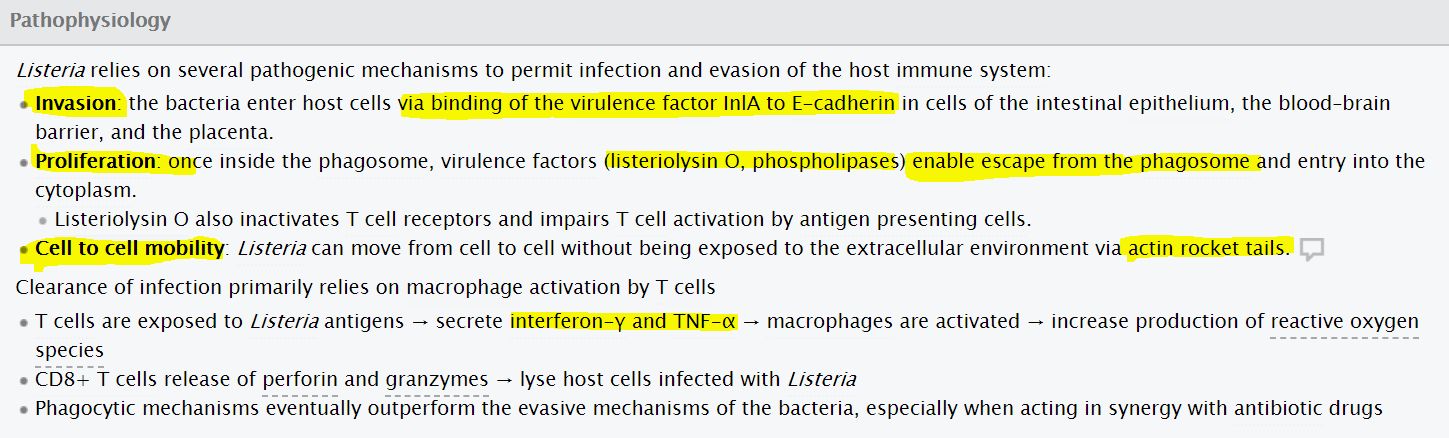 Pathophysiology
Listeria relies on several pathogenic mechanisms to permit infection and evasion of the host immune system:
• Invasion: the bacteria enter host cells via binding of the virulence factor InlA to E-cadherin in cells of the intestinal epithelium, the blood-brain
barrier, and the placenta.
• Proliferation: once inside the phagosome, virulence factors (listeriolysin O, phospholipases) enable escape from the phagosome and entry into the
cytoplasm.
• Listeriolysin O also inactivates T cell receptors and impairs T cell activation by antigen presenting cells.
• Cell to cell mobility: Listeria can move from cell to cell without being exposed to the extracellular environment via actin rocket tails.
Clearance of infection primarily relies on macrophage activation by T cells
• T cells are exposed to Listeria antigens → secrete interferon-γ and TNF-α → macrophages are activated → increase production of reactive oxygen
species
• CD8+ T cells release of perforin and granzymes → lyse host cells infected with Listeria
• Phagocytic mechanisms eventually outperform the evasive mechanisms of the bacteria, especially when acting in synergy with antibiotic drugs